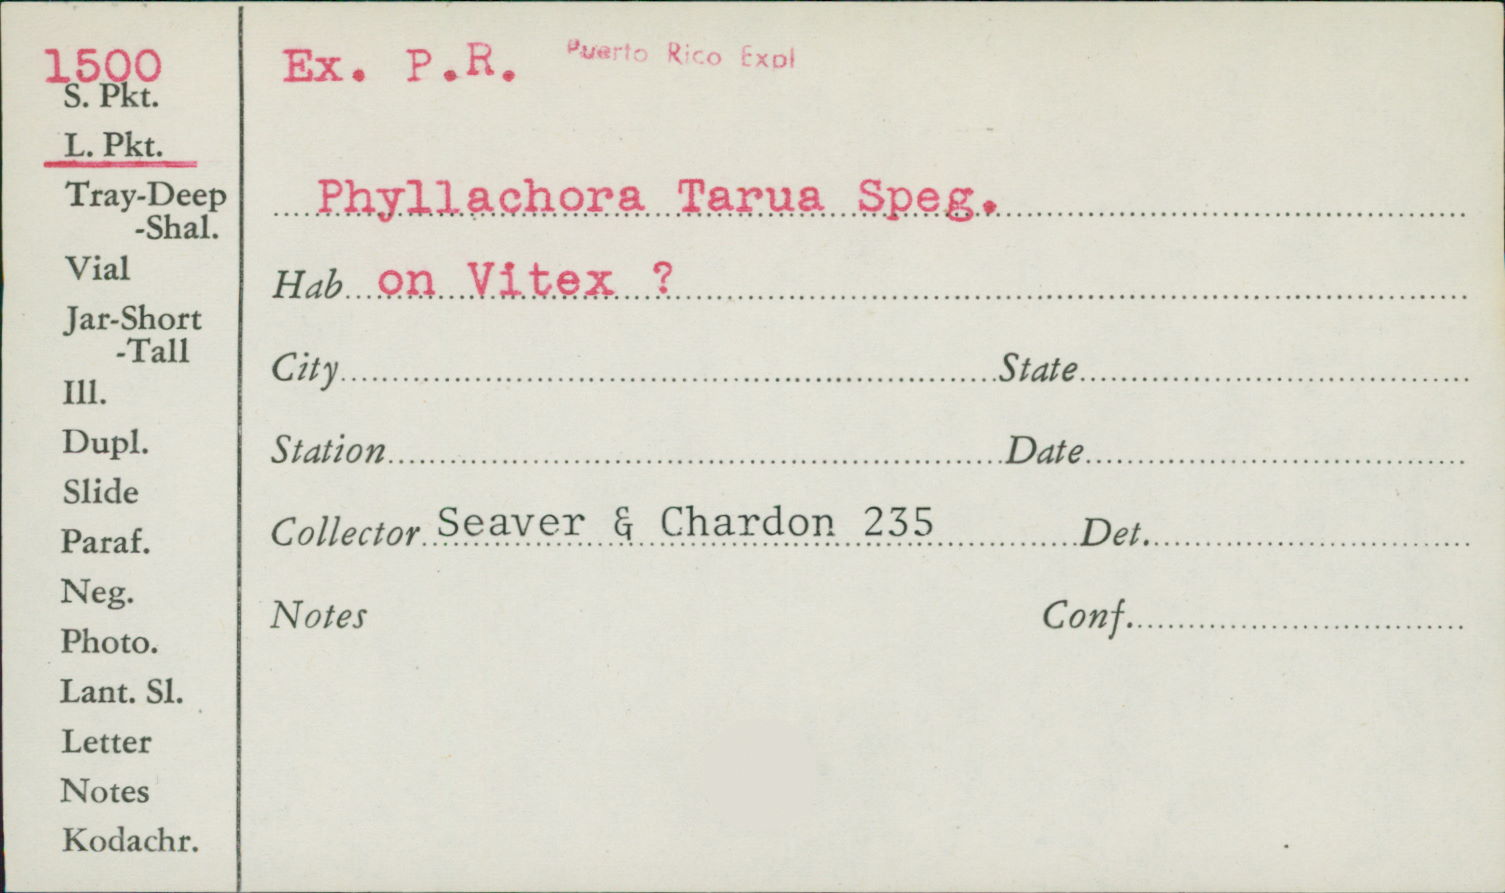 1500
S. Pkt.
L. Pkt.
Tray-Deep
-Shal.
Vial
Jar-Short
-Tall
Ill.
Dupl.
Slide
Paraf.
Neg.
Photo.
Lant. Sl.
Letter
Notes
Kodachr.
Ex. P.R. Puerto Rico Expl
Phyllachora Tarua Speg.
Hab on Vitex ?
City State
Station Date
Collector Seaver & Chardon 235 Det.
Notes Conf.